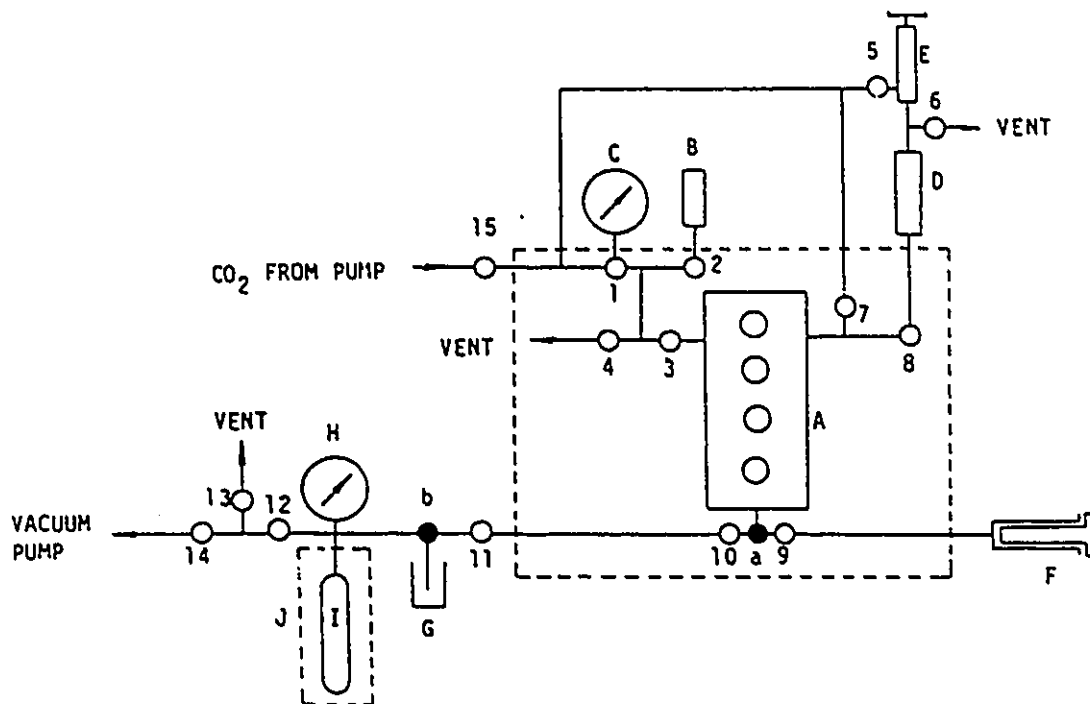 5
E
6
VENT
C
B
D
15
CO₂ FROM PUMP
1
2
7
VENT
4
3
8
A
VENT
H
13
12
b
VACUUM
PUMP
14
11
10
a
9
J
I
G
F